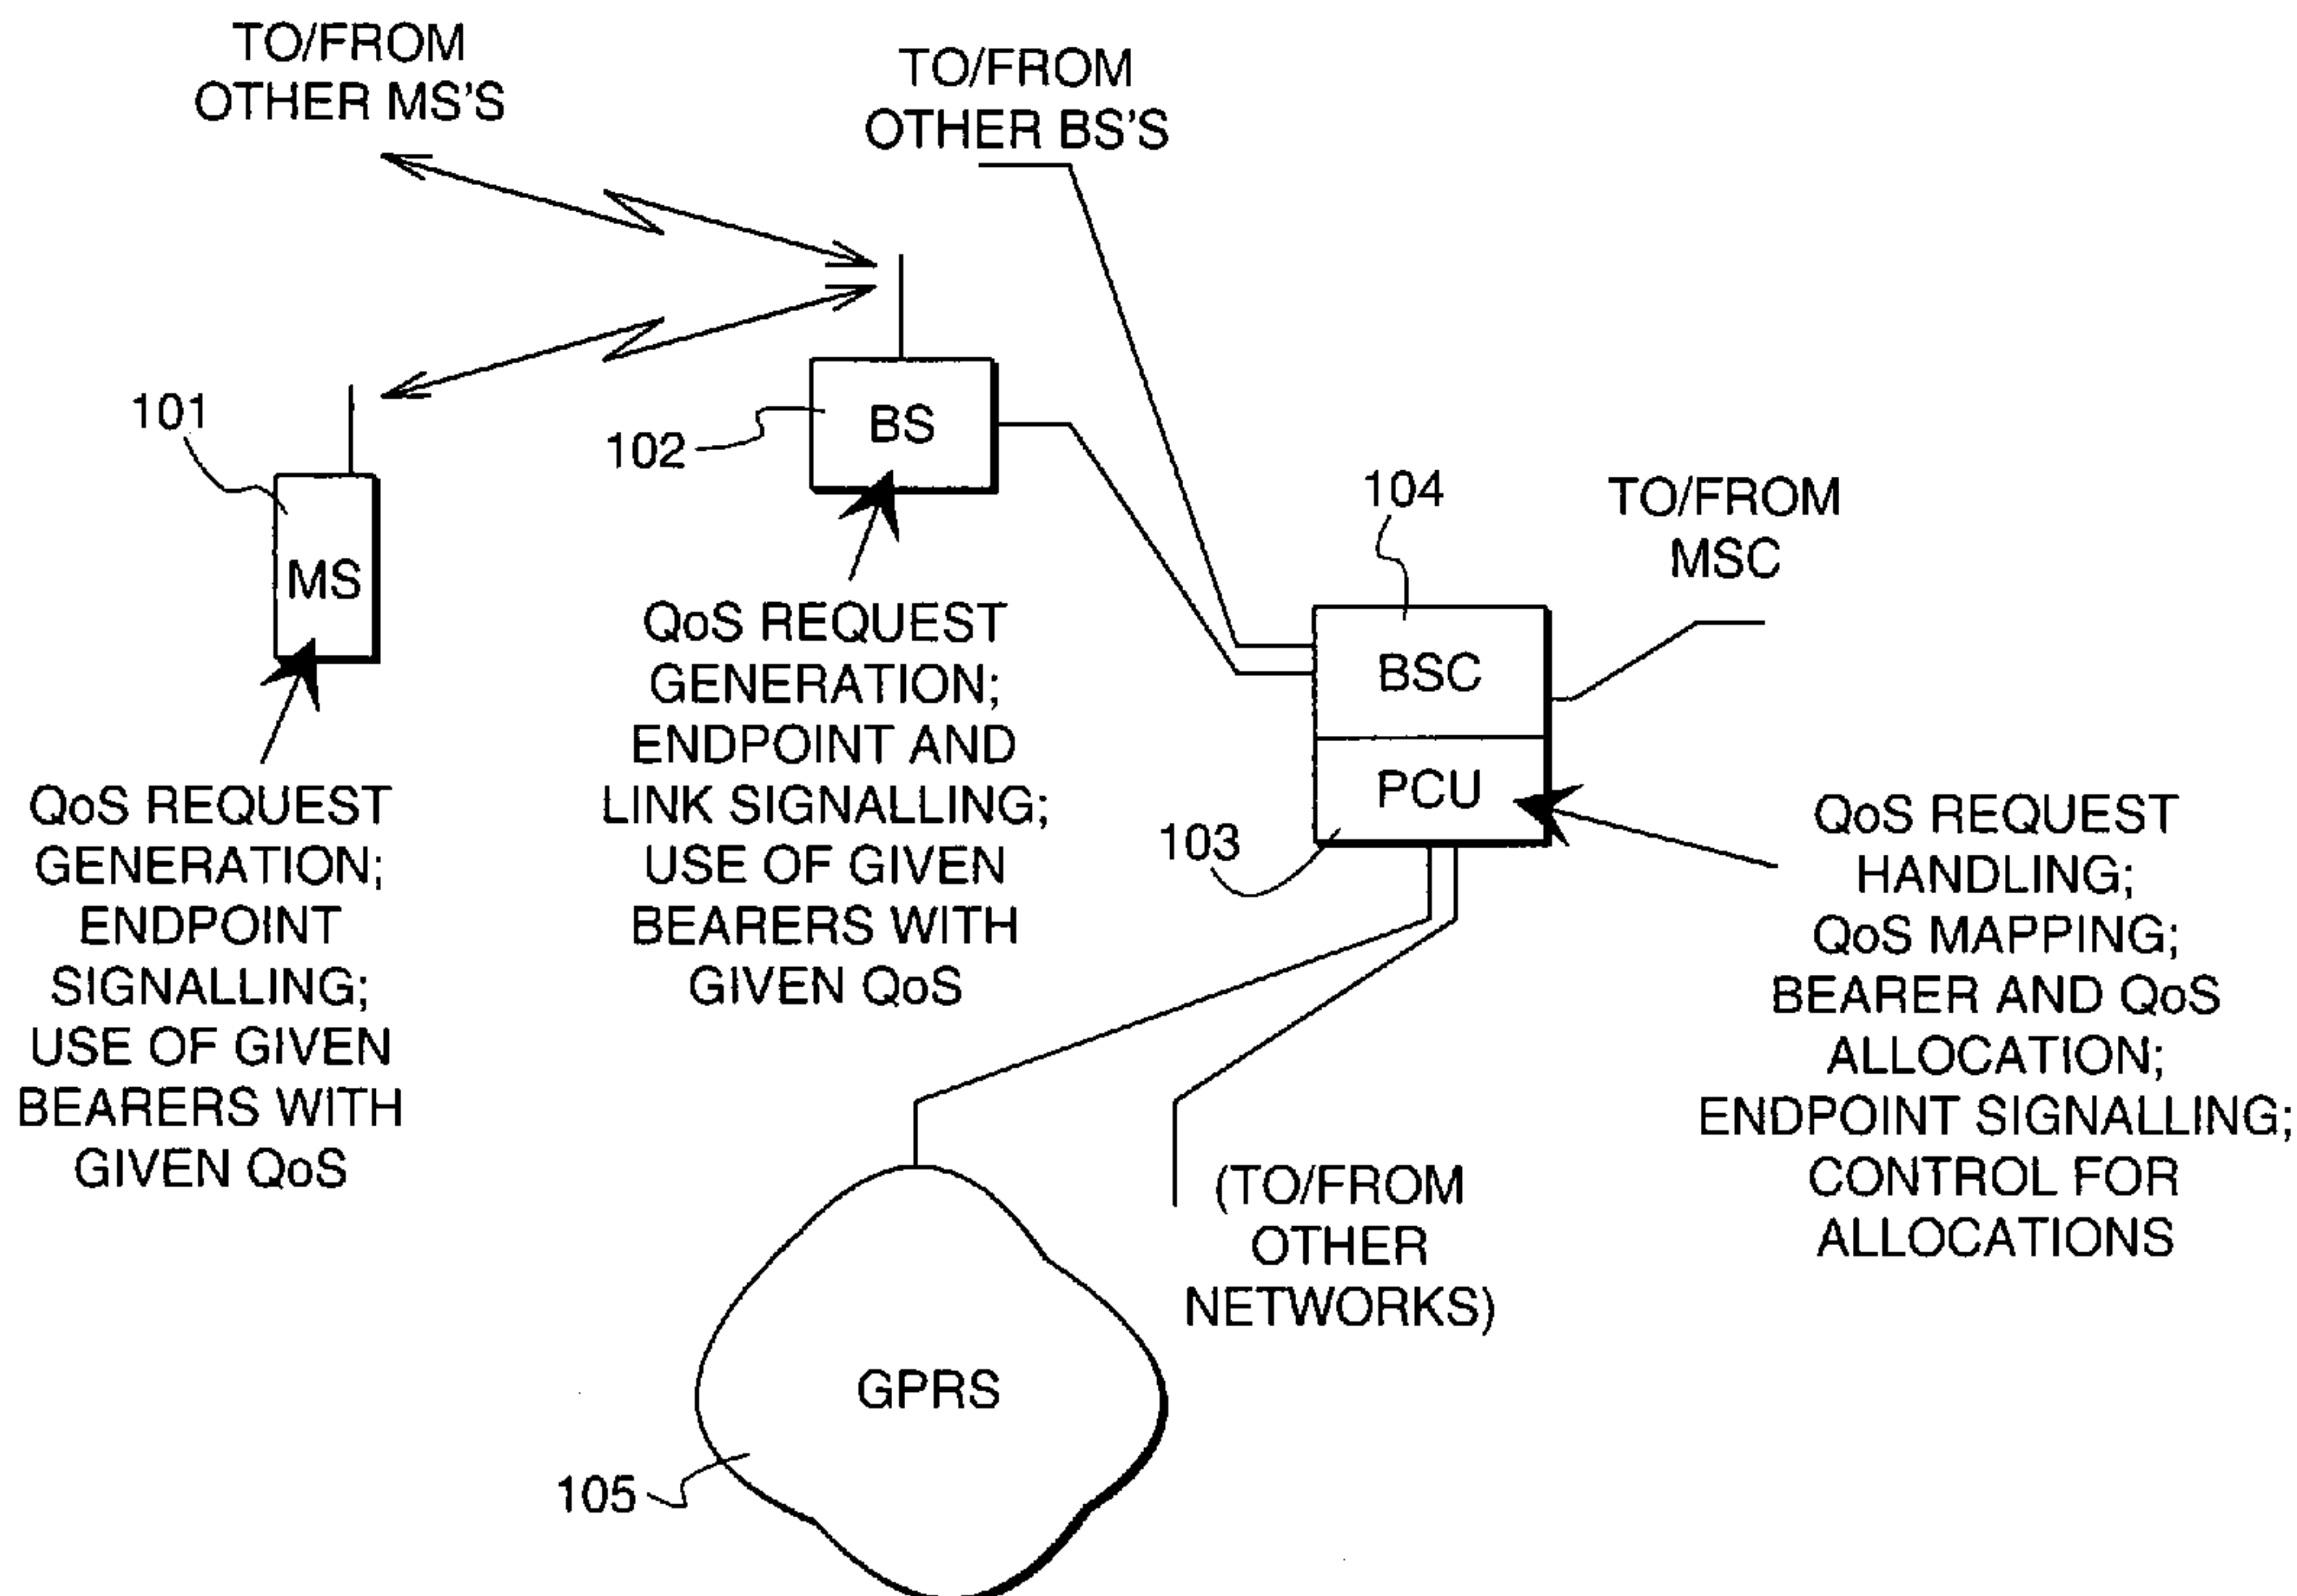 TO/FROM
OTHER MS'S
TO/FROM
OTHER BS'S
101
MS
102
BS
104
TO/FROM
MSC
BSC
PCU
103
QoS REQUEST
GENERATION;
ENDPOINT
SIGNALLING;
USE OF GIVEN
BEARERS WITH
GIVEN QoS
QoS REQUEST
GENERATION;
ENDPOINT AND
LINK SIGNALLING;
USE OF GIVEN
BEARERS WITH
GIVEN QoS
QoS REQUEST
HANDLING;
QoS MAPPING;
BEARER AND QoS
ALLOCATION;
ENDPOINT SIGNALLING;
CONTROL FOR
ALLOCATIONS
(TO/FROM
OTHER
NETWORKS)
GPRS
105